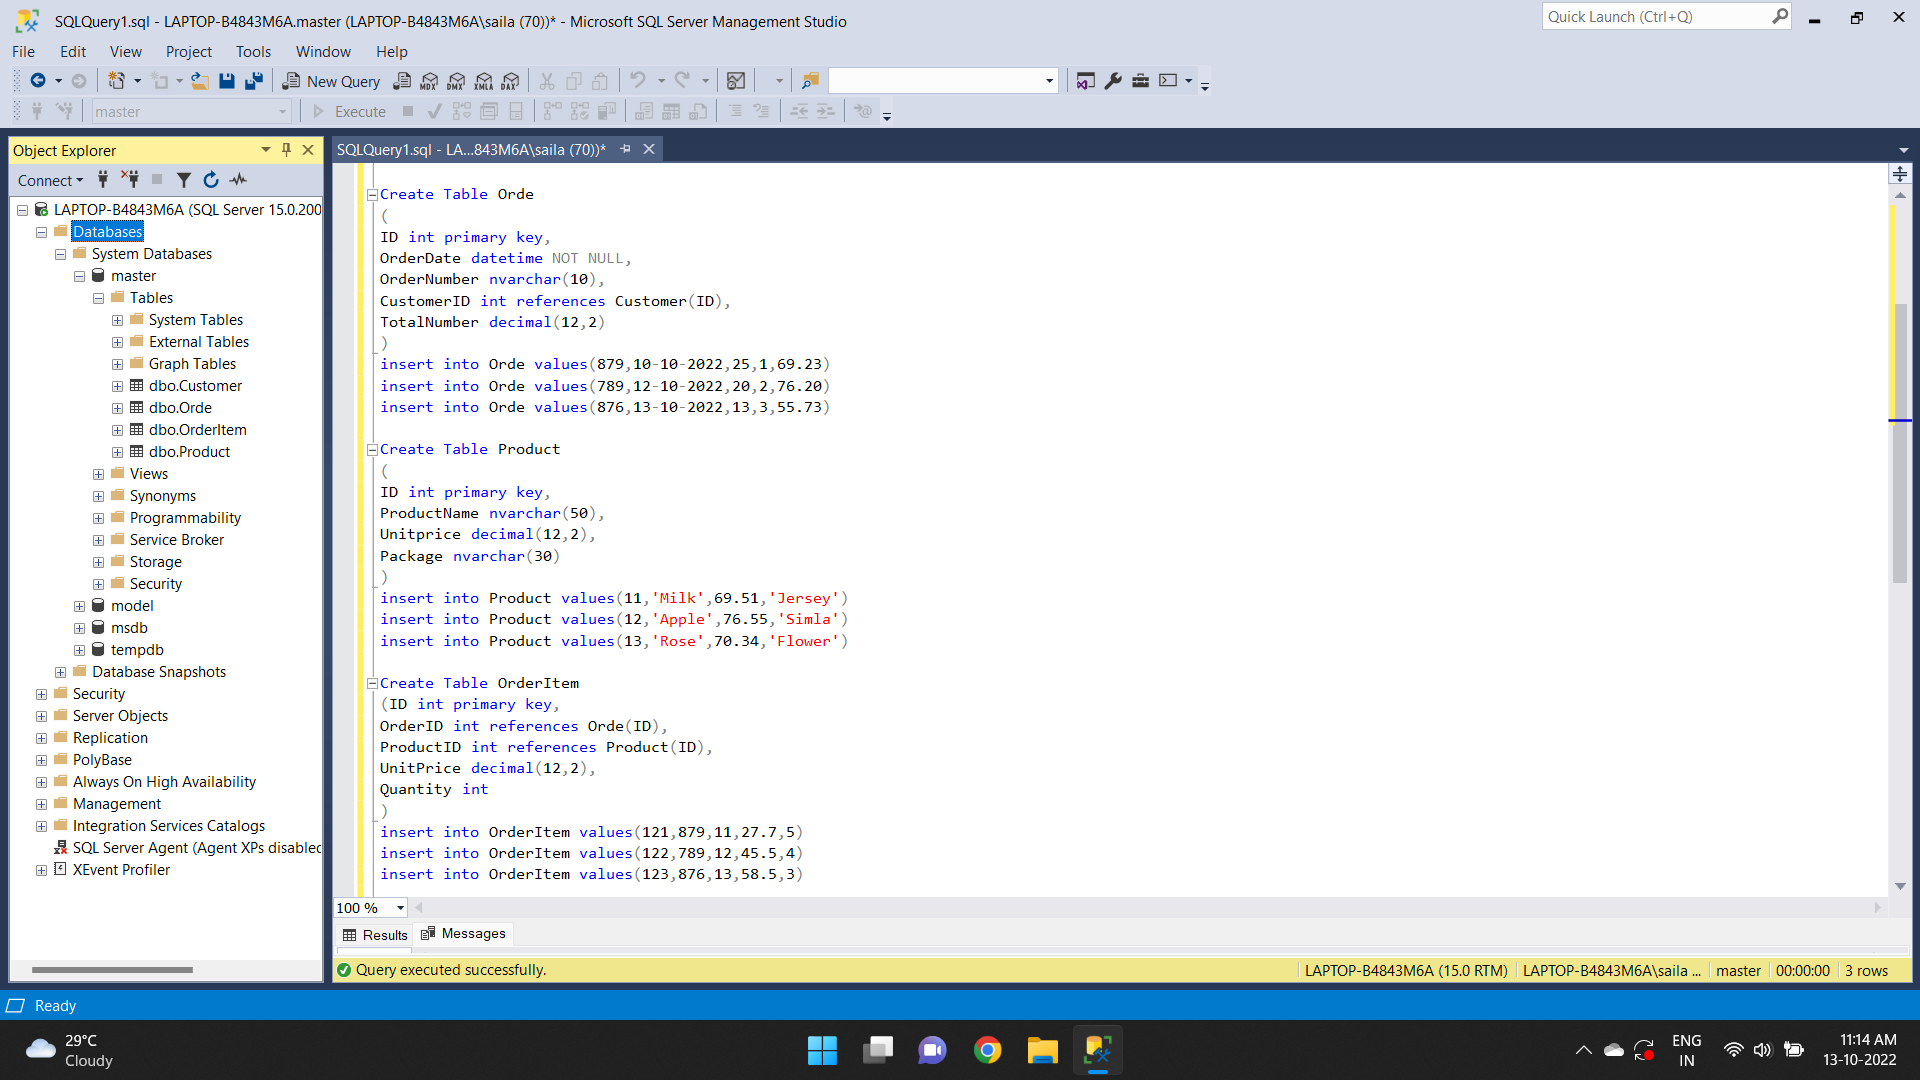 SQLQuery1.sql - LAPTOP-B4843M6A.master (LAPTOP-B4843M6A\saila (70))* - Microsoft SQL Server Management Studio
Quick Launch (Ctrl+Q)
File Edit View Project Tools Window Help
New Query MDX DMX XMLA DAX
master Execute
Object Explorer
SQLQuery1.sql - LA...843M6A\saila (70))*
Connect
LAPTOP-B4843M6A (SQL Server 15.0.200
Databases
System Databases
master
Tables
System Tables
External Tables
Graph Tables
dbo.Customer
dbo.Orde
dbo.OrderItem
dbo.Product
Views
Synonyms
Programmability
Service Broker
Storage
Security
model
msdb
tempdb
Database Snapshots
Security
Server Objects
Replication
PolyBase
Always On High Availability
Management
Integration Services Catalogs
SQL Server Agent (Agent XPs disabled
XEvent Profiler
Create Table Orde
(
ID int primary key,
OrderDate datetime NOT NULL,
OrderNumber nvarchar(10),
CustomerID int references Customer(ID),
TotalNumber decimal(12,2)
)
insert into Orde values(879,10-10-2022,25,1,69.23)
insert into Orde values(789,12-10-2022,20,2,76.20)
insert into Orde values(876,13-10-2022,13,3,55.73)
Create Table Product
(
ID int primary key,
ProductName nvarchar(50),
Unitprice decimal(12,2),
Package nvarchar(30)
)
insert into Product values(11,'Milk',69.51,'Jersey')
insert into Product values(12,'Apple',76.55,'Simla')
insert into Product values(13,'Rose',70.34,'Flower')
Create Table OrderItem
(ID int primary key,
OrderID int references Orde(ID),
ProductID int references Product(ID),
UnitPrice decimal(12,2),
Quantity int
)
insert into OrderItem values(121,879,11,27.7,5)
insert into OrderItem values(122,789,12,45.5,4)
insert into OrderItem values(123,876,13,58.5,3)
100 %
Results Messages
Query executed successfully. LAPTOP-B4843M6A (15.0 RTM) LAPTOP-B4843M6A\saila ... master 00:00:00 3 rows
Ready
29°C
Cloudy
ENG
IN
11:14 AM
13-10-2022